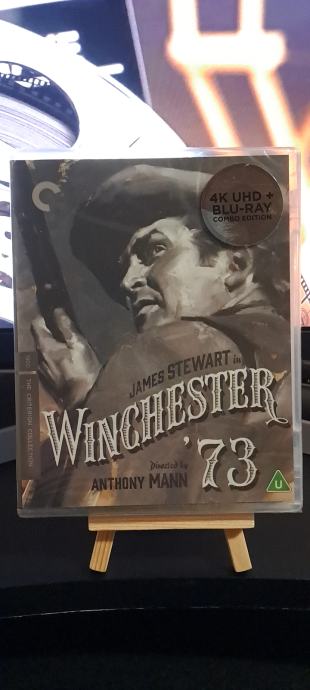 4K UHD +
BLU-RAY
COMBO EDITION
JAMES STEWART in
WINCHESTER
'73
Directed by
ANTHONY MANN
THE CRITERION COLLECTION
U